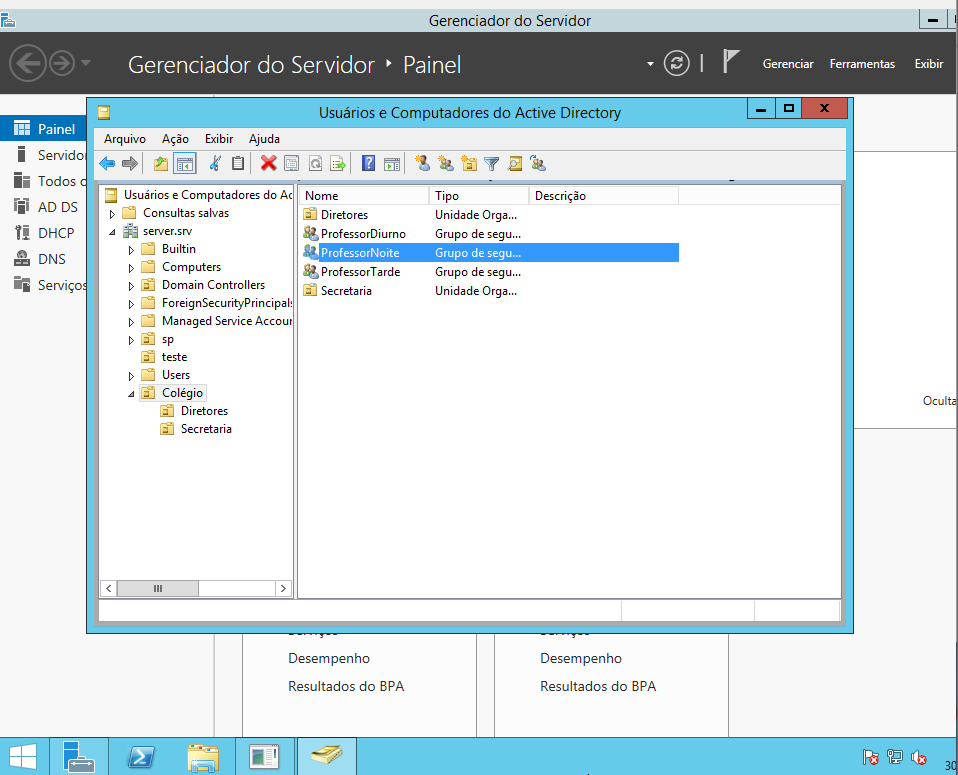 Gerenciador do Servidor
Gerenciador do Servidor ‣ Painel
Gerenciar Ferramentas Exibir
Painel
Todos
AD DS
DHCP
DNS
Usuários e Computadores do Active Directory
Arquivo Ação Exibir Ajuda
Usuários e Computadores do Ac
Consultas salvas
server.srv
Builtin
Computers
Domain Controllers
ForeignSecurityPrincipals
Managed Service Accour
sp
teste
Users
Colégio
Diretores
Secretaria
Nome Tipo Descrição
Diretores Unidade Orga...
ProfessorDiurno Grupo de segu...
ProfessorNoite Grupo de segu...
ProfessorTarde Grupo de segu...
Secretaria Unidade Orga...
Oculta
Desempenho
Resultados do BPA
Desempenho
Resultados do BPA
30